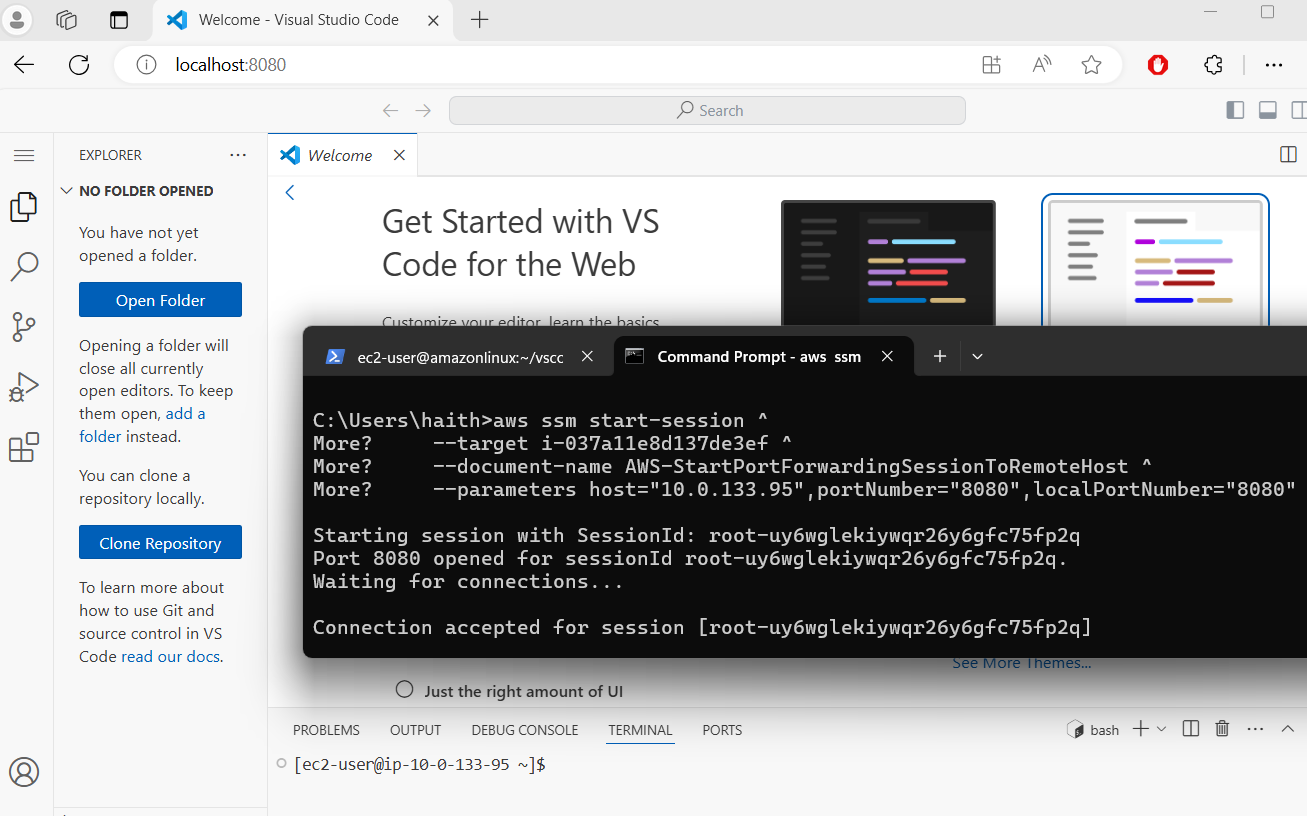 Welcome - Visual Studio Code
localhost:8080
Search
EXPLORER
NO FOLDER OPENED
You have not yet
opened a folder.
Open Folder
Opening a folder will
close all currently
open editors. To keep
them open, add a
folder instead.
You can clone a
repository locally.
Clone Repository
To learn more about
how to use Git and
source control in VS
Code read our docs.
Welcome
Get Started with VS
Code for the Web
Customize your editor, learn the basics
ec2-user@amazonlinux:~/vscc
Command Prompt - aws  ssm
C:\Users\haith>aws ssm start-session ^
More?     --target i-037a11e8d137de3ef ^
More?     --document-name AWS-StartPortForwardingSessionToRemoteHost ^
More?     --parameters host="10.0.133.95",portNumber="8080",localPortNumber="8080"
Starting session with SessionId: root-uy6wglekiywqr26y6gfc75fp2q
Port 8080 opened for sessionId root-uy6wglekiywqr26y6gfc75fp2q.
Waiting for connections...
Connection accepted for session [root-uy6wglekiywqr26y6gfc75fp2q]
See More Themes...
Just the right amount of UI
PROBLEMS
OUTPUT
DEBUG CONSOLE
TERMINAL
PORTS
bash
[ec2-user@ip-10-0-133-95 ~]$